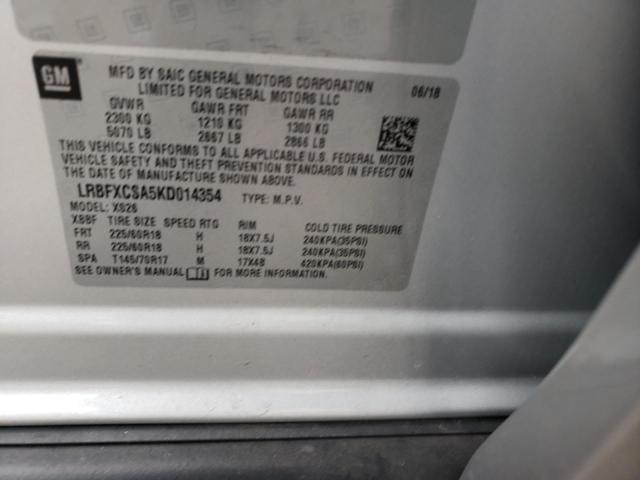 GM
MFD BY SAIC GENERAL MOTORS CORPORATION
LIMITED FOR GENERAL MOTORS LLC
06/18
GVWR GAWR FRT GAWR RR
2300 KG 1210 KG 1300 KG
5070 LB 2667 LB 2866 LB
THIS VEHICLE CONFORMS TO ALL APPLICABLE U.S. FEDERAL MOTOR
VEHICLE SAFETY AND THEFT PREVENTION STANDARDS IN EFFECT ON
THE DATE OF MANUFACTURE SHOWN ABOVE.
LRBFXCSA5KD014354 TYPE: M.P.V.
MODEL: XS26
XBBF TIRE SIZE SPEED RTG RIM COLD TIRE PRESSURE
FRT 225/60R18 H 18X7.5J 240KPA(35PSI)
RR 225/60R18 H 18X7.5J 240KPA(35PSI)
SPA T145/70R17 M 17X4B 420KPA(60PSI)
SEE OWNER'S MANUAL FOR MORE INFORMATION.